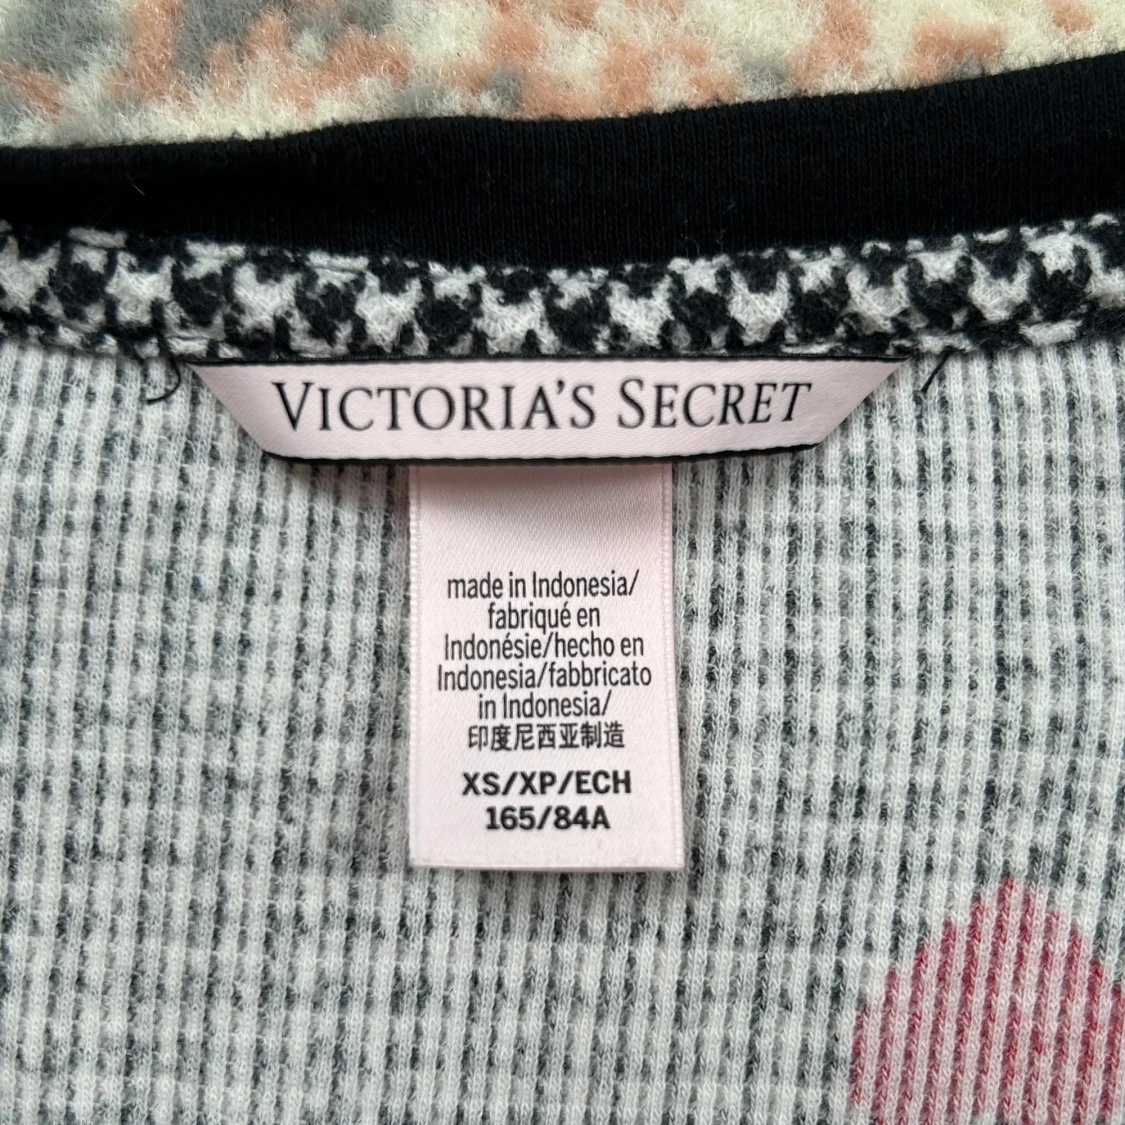 VICTORIA'S SECRET
made in Indonesia/
fabriqué en
Indonésie/hecho en
Indonesia/fabbricato
in Indonesia/
印度尼西亚制造
XS/XP/ECH
165/84A